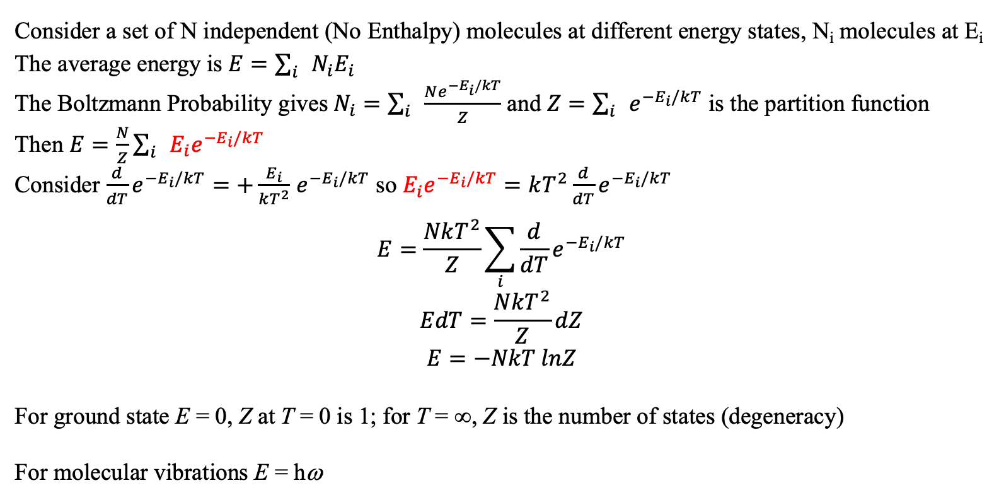 Consider a set of N independent (No Enthalpy) molecules at different energy states, Nᵢ molecules at Eᵢ
The average energy is E = ∑ᵢ NᵢEᵢ
The Boltzmann Probability gives Nᵢ = ∑ᵢ Ne^(−Eᵢ/kT)/Z and Z = ∑ᵢ e^(−Eᵢ/kT) is the partition function
Then E = N/Z ∑ᵢ Eᵢe^(−Eᵢ/kT)
Consider d/dT e^(−Eᵢ/kT) = + Eᵢ/kT² e^(−Eᵢ/kT) so Eᵢe^(−Eᵢ/kT) = kT² d/dT e^(−Eᵢ/kT)
E = NkT²/Z ∑ᵢ d/dT e^(−Eᵢ/kT)
EdT = NkT²/Z dZ
E = −NkT lnZ
For ground state E = 0, Z at T = 0 is 1; for T = ∞, Z is the number of states (degeneracy)
For molecular vibrations E = hω